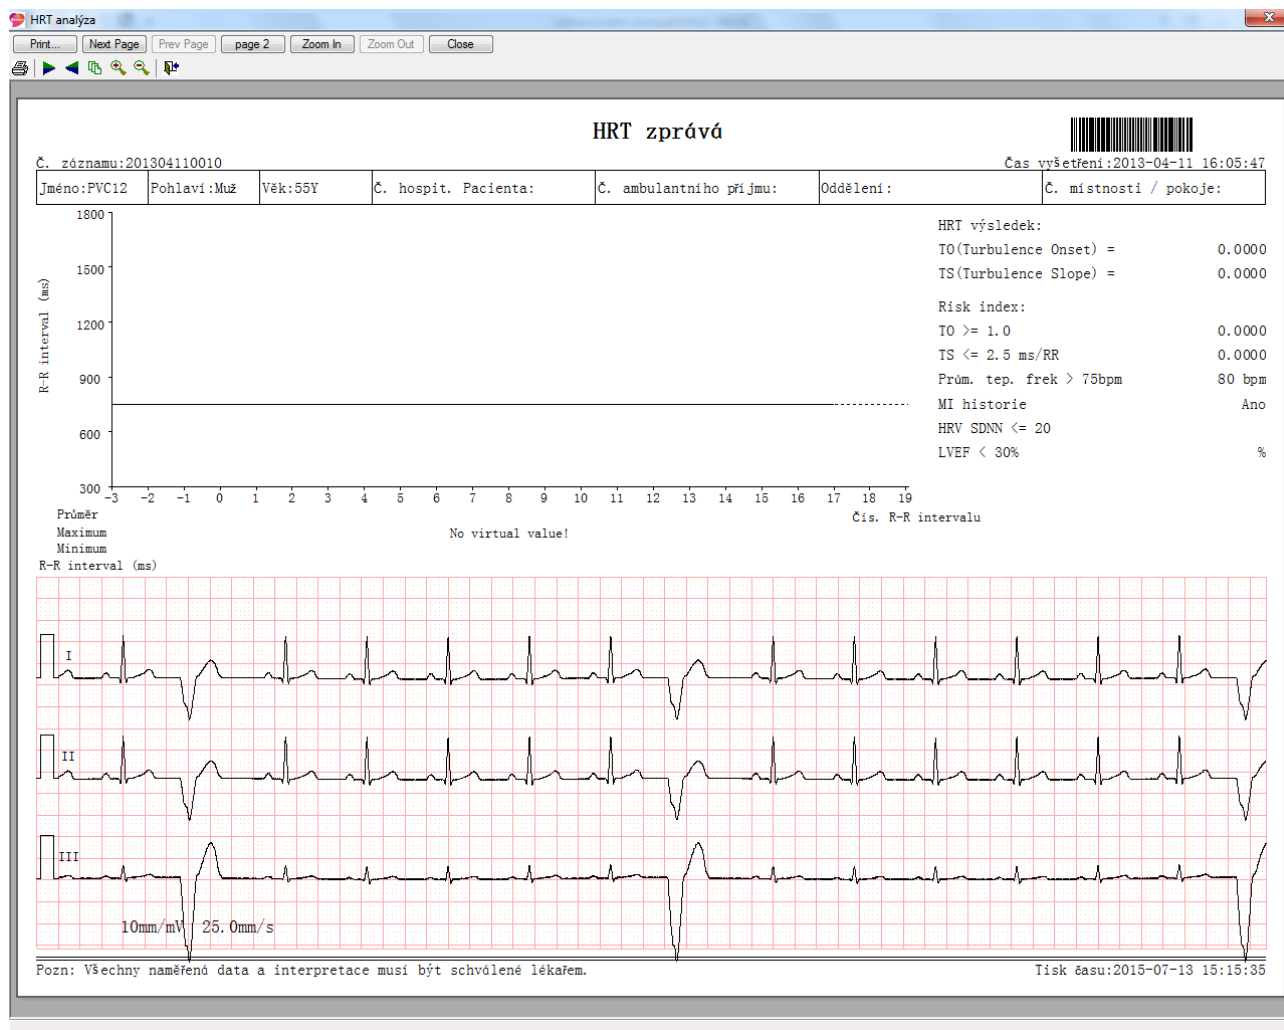 HRT analýza
Print... Next Page Prev Page page 2 Zoom In Zoom Out Close
HRT zprává
Č. záznamu:201304110010 Čas vyšetření:2013-04-11 16:05:47
Jméno:PVC12 Pohlaví:Muž Věk:55Y Č. hospit. Pacienta: Č. ambulantního příjmu: Oddělení: Č. místnosti / pokoje:
R-R interval (ms)
1800
1500
1200
900
600
300
-3 -2 -1 0 1 2 3 4 5 6 7 8 9 10 11 12 13 14 15 16 17 18 19
Čís. R-R intervalu
HRT výsledek:
TO(Turbulence Onset) = 0.0000
TS(Turbulence Slope) = 0.0000
Risk index:
TO >= 1.0 0.0000
TS <= 2.5 ms/RR 0.0000
Prům. tep. frek > 75bpm 80 bpm
MI historie Ano
HRV SDNN <= 20
LVEF < 30% %
Průměr
Maximum No virtual value!
Minimum
R-R interval (ms)
I
II
III
10mm/mV 25.0mm/s
Pozn: Všechny naměřená data a interpretace musí být schválené lékařem. Tisk času:2015-07-13 15:15:35